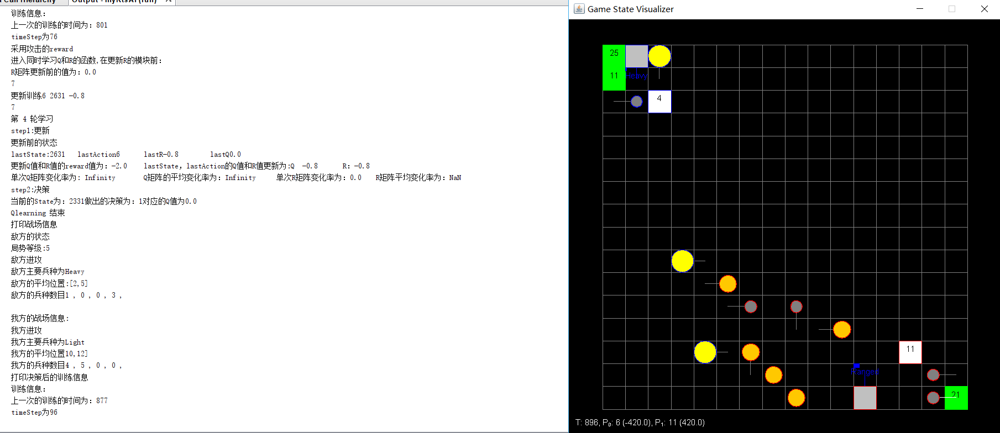 Call Hierarchy
Output - myRtsAI (run)
训练信息:
上一次的训练的时间为: 801
timeStep为76
采用攻击的reward
进入同时学习Q和R的函数,在更新R的模块前:
R矩阵更新前的值为: 0.0
7
更新训练6 2631 -0.8
7
第 4 轮学习
step1:更新
更新前的状态
lastState:2631 lastAction6 lastR-0.8 lastQ0.0
更新Q值和R值的reward值为: -2.0 lastState, lastAction的Q值和R值更新为:Q -0.8 R: -0.8
单次Q矩阵变化率为: Infinity Q矩阵的平均变化率为: Infinity 单次R矩阵变化率为: 0.0 R矩阵平均变化率为: NaN
step2:决策
当前的State为: 2331做出的决策为: 1对应的Q值为0.0
Qlearning 结束
打印战场信息
敌方的状态
局势等级:5
敌方进攻
敌方主要兵种为Heavy
敌方的平均位置:[2,5]
敌方的兵种数目1 , 0 , 0 , 3 ,
我方的战场信息:
我方进攻
我方主要兵种为Light
我方的平均位置10,12]
我方的兵种数目4 , 5 , 0 , 0 ,
打印决策后的训练信息
训练信息:
上一次的训练的时间为: 877
timeStep为96
Game State Visualizer
25
11
Heavy
4
11
Ranged
21
T: 896, P₀: 6 (-420.0), P₁: 11 (420.0)